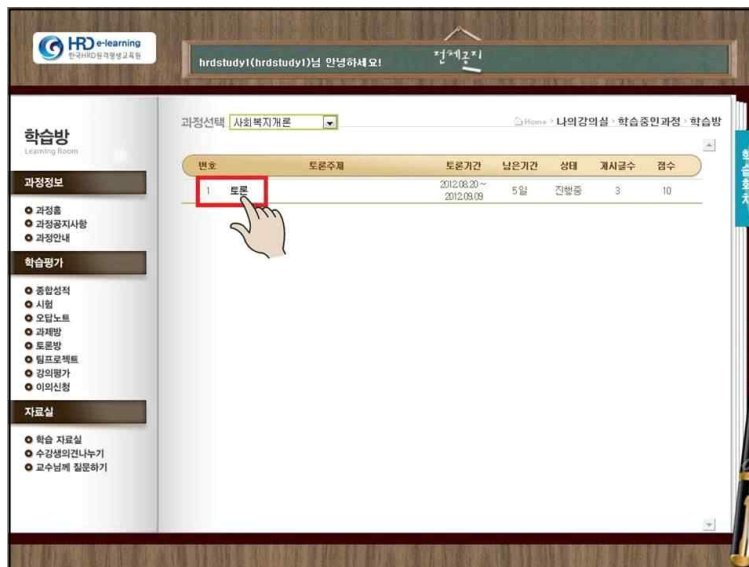 HRD e-learning
한국HRD원격평생교육원
hrdstudy1(hrdstudy1)님 안녕하세요!
전체공지
학습방
Learning Room
과정정보
과정홈
과정공지사항
과정안내
학습평가
종합성적
시험
오답노트
과제방
토론방
팀프로젝트
강의평가
이의신청
자료실
학습 자료실
수강생의견나누기
교수님께 질문하기
과정선택 사회복지개론
Home 나의강의실 학습중인과정 학습방
번호 토론주제 토론기간 남은기간 상태 게시글수 점수
1 토론 2012.08.20 ~ 2012.09.09 5일 진행중 3 10
학습회차